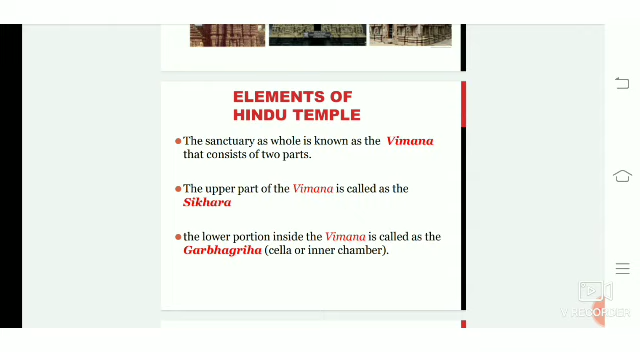 ELEMENTS OF
HINDU TEMPLE
The sanctuary as whole is known as the Vimana
that consists of two parts.
The upper part of the Vimana is called as the
Sikhara
the lower portion inside the Vimana is called as the
Garbhagriha (cella or inner chamber).
V RECORDER